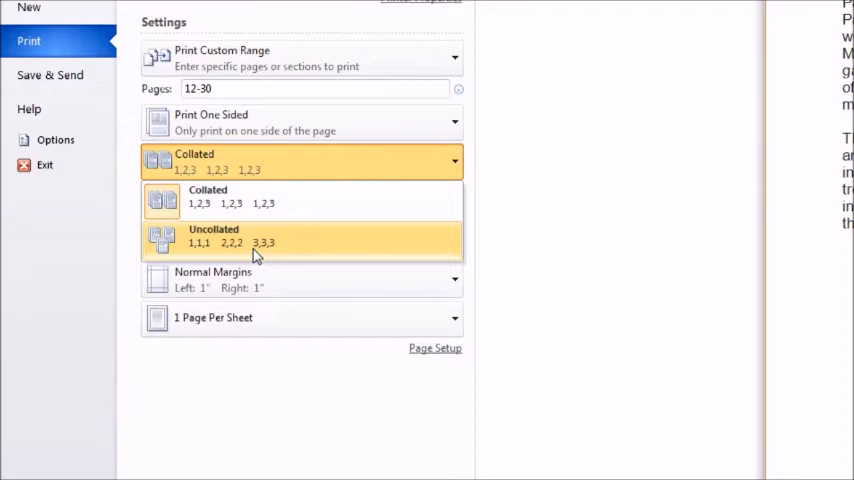 New
Settings
Print
Print Custom Range
Enter specific pages or sections to print
Save & Send
Pages: 12-30
Help
Print One Sided
Only print on one side of the page
Options
Collated
1,2,3 1,2,3 1,2,3
Exit
Collated
1,2,3 1,2,3 1,2,3
Uncollated
1,1,1 2,2,2 3,3,3
Normal Margins
Left: 1" Right: 1"
1 Page Per Sheet
Page Setup